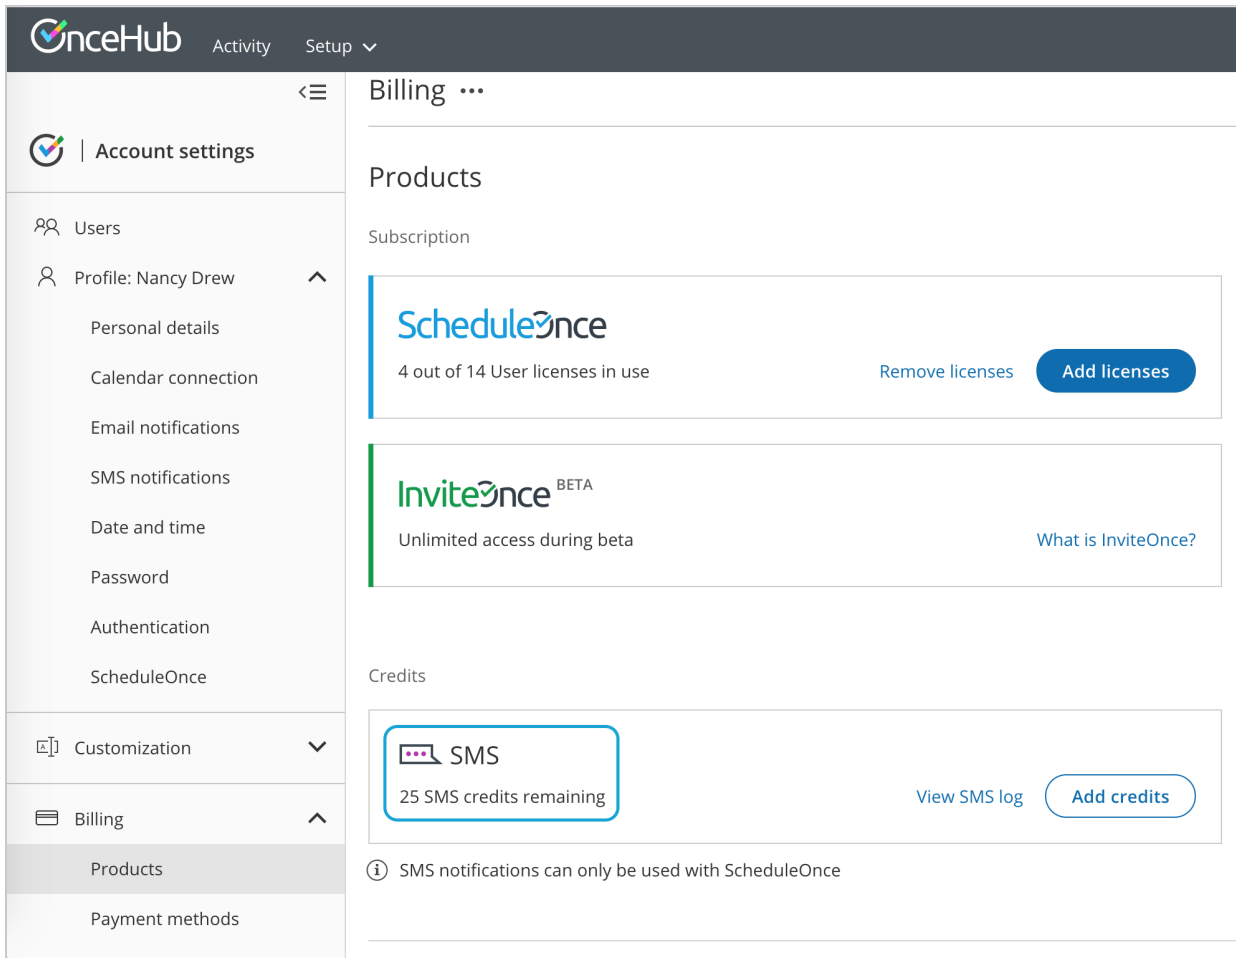 OnceHub
Activity
Setup
Account settings
Users
Profile: Nancy Drew
Personal details
Calendar connection
Email notifications
SMS notifications
Date and time
Password
Authentication
ScheduleOnce
Customization
Billing
Products
Payment methods
Billing •••
Products
Subscription
ScheduleOnce
4 out of 14 User licenses in use
Remove licenses
Add licenses
InviteOnce BETA
Unlimited access during beta
What is InviteOnce?
Credits
SMS
25 SMS credits remaining
View SMS log
Add credits
SMS notifications can only be used with ScheduleOnce